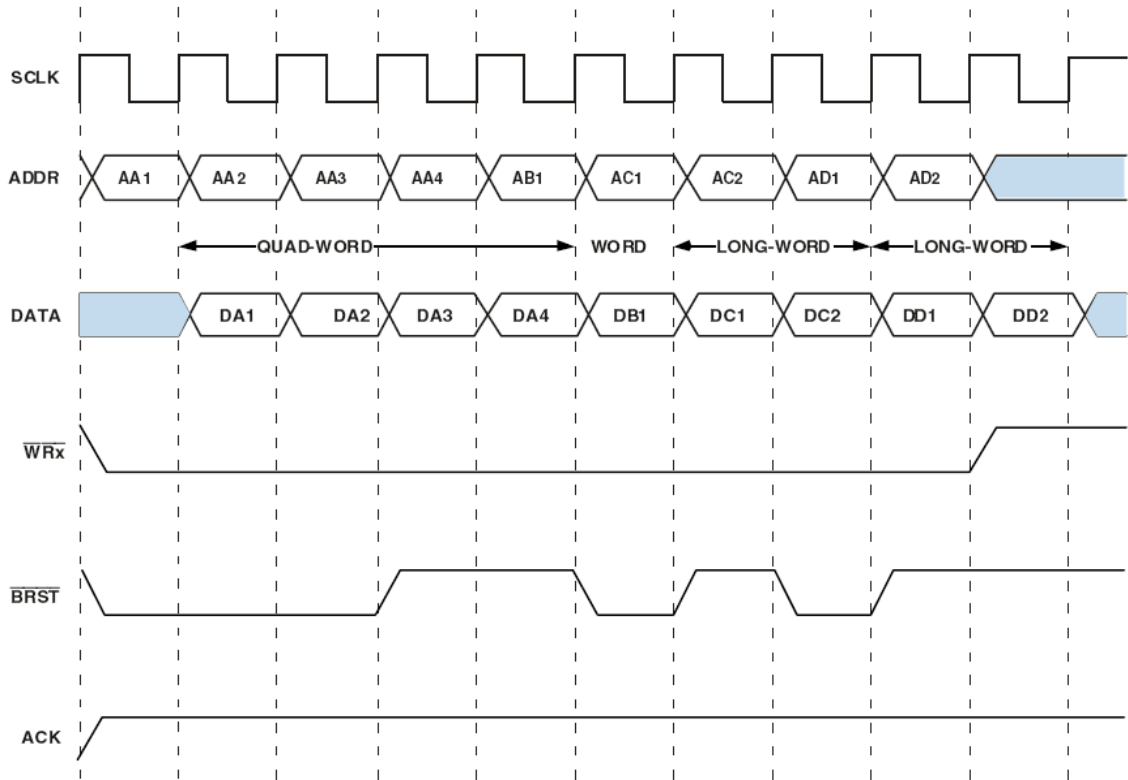 SCLK
ADDR AA1 AA2 AA3 AA4 AB1 AC1 AC2 AD1 AD2
QUAD-WORD WORD LONG-WORD LONG-WORD
DATA DA1 DA2 DA3 DA4 DB1 DC1 DC2 DD1 DD2
WRx
BRST
ACK